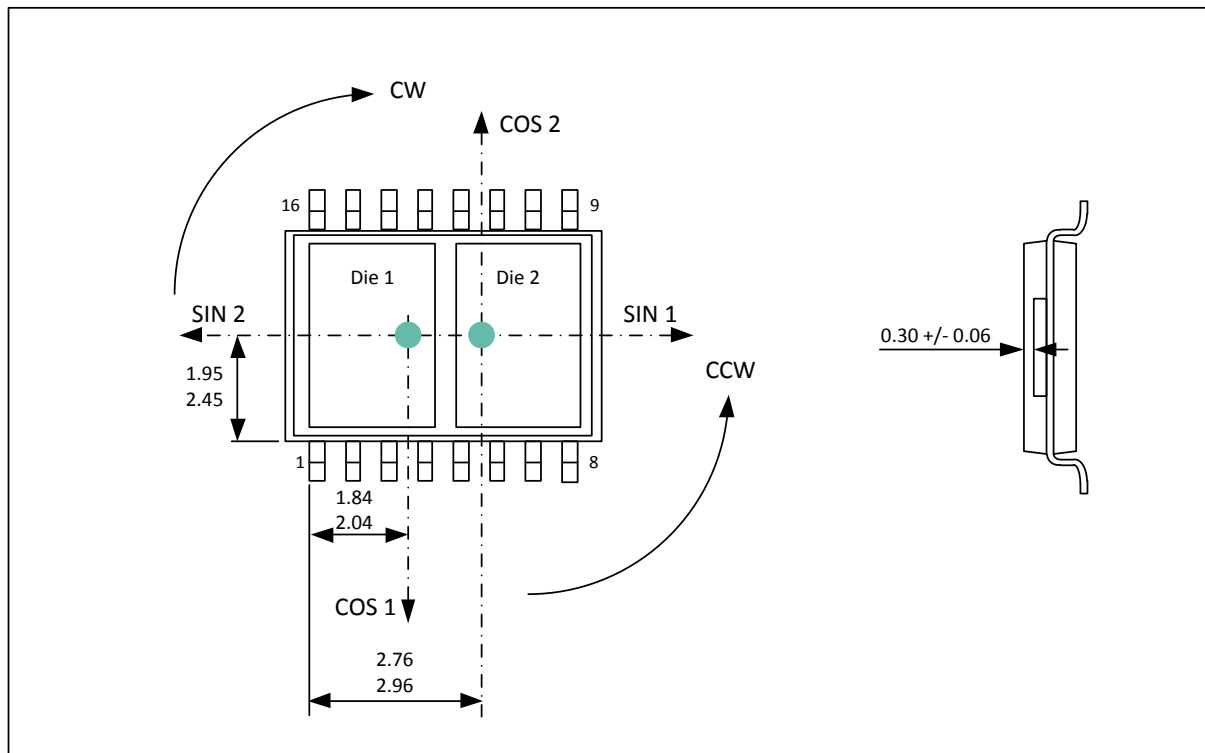 CW
COS 2
16
9
Die 1
Die 2
SIN 2
SIN 1
0.30 +/- 0.06
1.95
2.45
CCW
1
8
1.84
2.04
COS 1
2.76
2.96